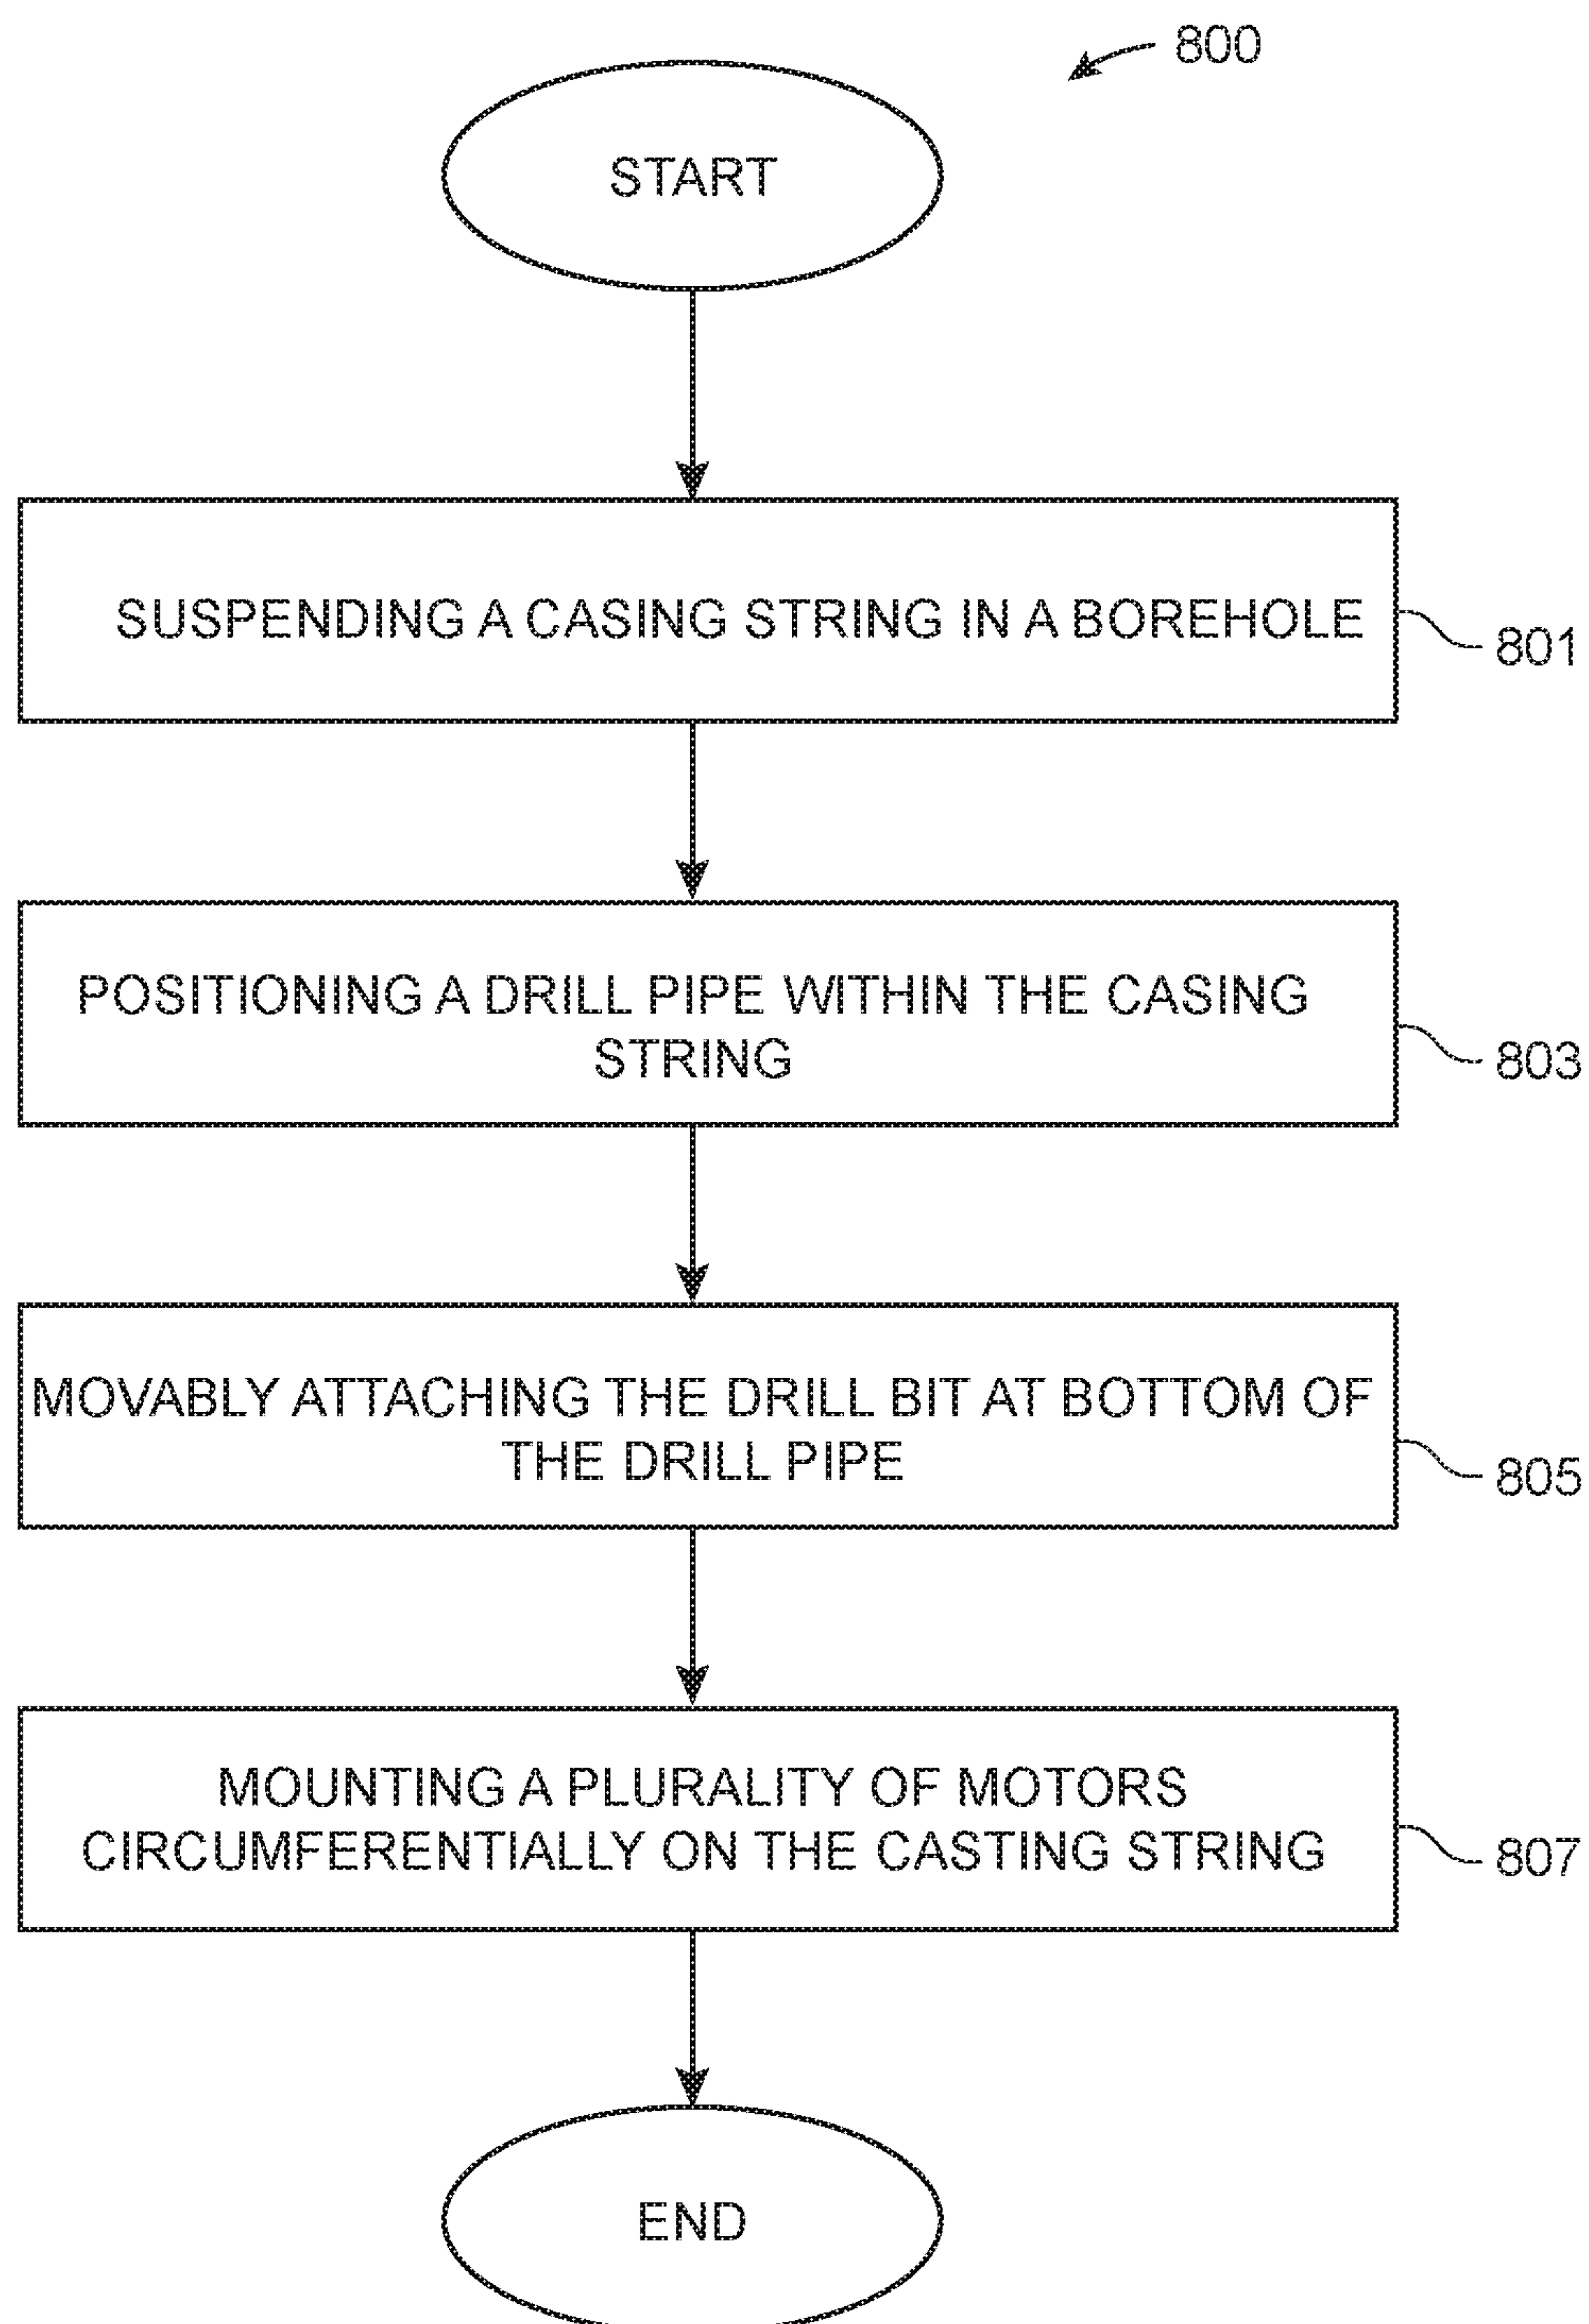 800
START
SUSPENDING A CASING STRING IN A BOREHOLE
801
POSITIONING A DRILL PIPE WITHIN THE CASING
STRING
803
MOVABLY ATTACHING THE DRILL BIT AT BOTTOM OF
THE DRILL PIPE
805
MOUNTING A PLURALITY OF MOTORS
CIRCUMFERENTIALLY ON THE CASTING STRING
807
END